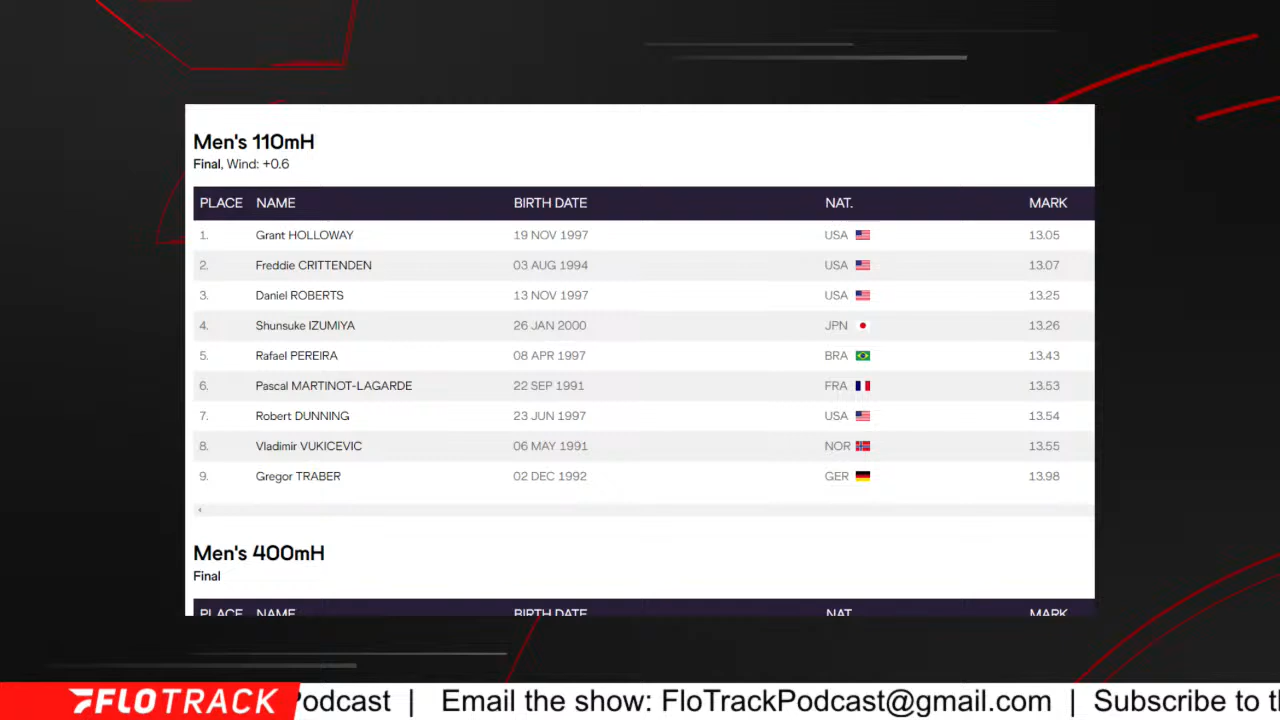 Men's 110mH
Final, Wind: +0.6
PLACE NAME BIRTH DATE NAT. MARK
1. Grant HOLLOWAY 19 NOV 1997 USA 13.05
2. Freddie CRITTENDEN 03 AUG 1994 USA 13.07
3. Daniel ROBERTS 13 NOV 1997 USA 13.25
4. Shunsuke IZUMIYA 26 JAN 2000 JPN 13.26
5. Rafael PEREIRA 08 APR 1997 BRA 13.43
6. Pascal MARTINOT-LAGARDE 22 SEP 1991 FRA 13.53
7. Robert DUNNING 23 JUN 1997 USA 13.54
8. Vladimir VUKICEVIC 06 MAY 1991 NOR 13.55
9. Gregor TRABER 02 DEC 1992 GER 13.98
Men's 400mH
Final
PLACE NAME BIRTH DATE NAT. MARK
FLOTRACK Podcast | Email the show: FloTrackPodcast@gmail.com | Subscribe to th